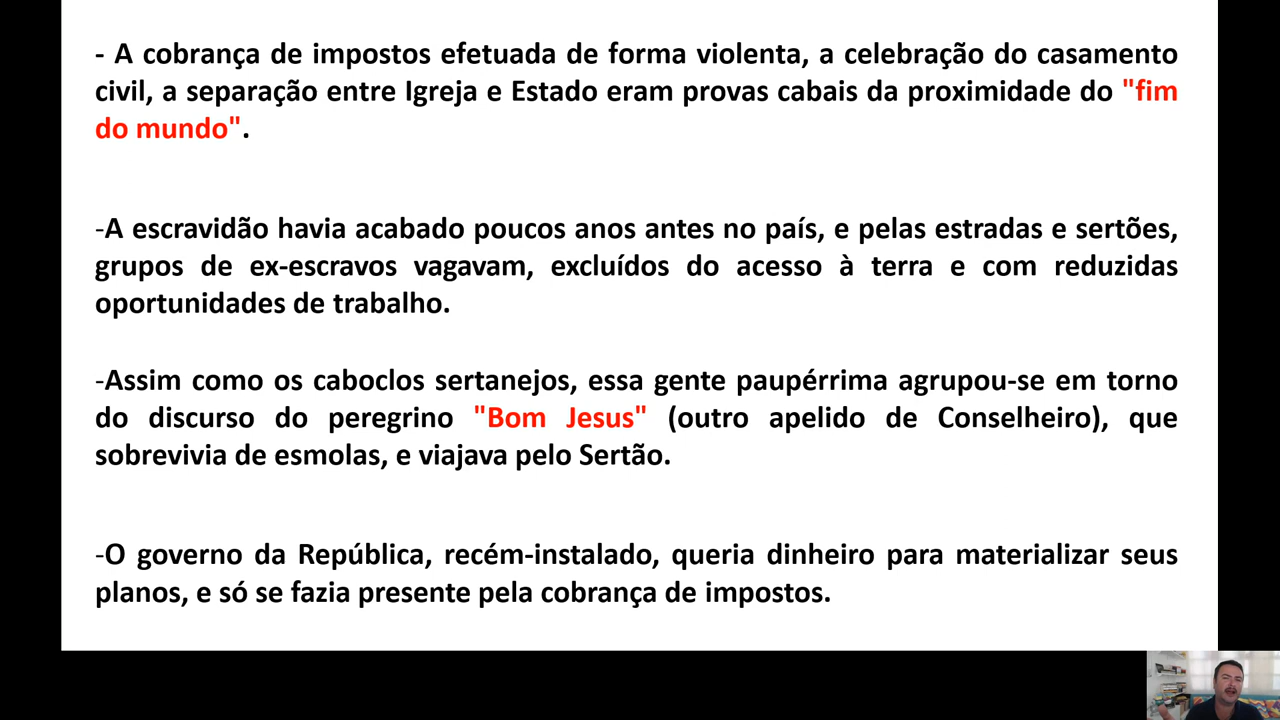 - A cobrança de impostos efetuada de forma violenta, a celebração do casamento
civil, a separação entre Igreja e Estado eram provas cabais da proximidade do "fim
do mundo".
-A escravidão havia acabado poucos anos antes no país, e pelas estradas e sertões,
grupos de ex-escravos vagavam, excluídos do acesso à terra e com reduzidas
oportunidades de trabalho.
-Assim como os caboclos sertanejos, essa gente paupérrima agrupou-se em torno
do discurso do peregrino "Bom Jesus" (outro apelido de Conselheiro), que
sobrevivia de esmolas, e viajava pelo Sertão.
-O governo da República, recém-instalado, queria dinheiro para materializar seus
planos, e só se fazia presente pela cobrança de impostos.